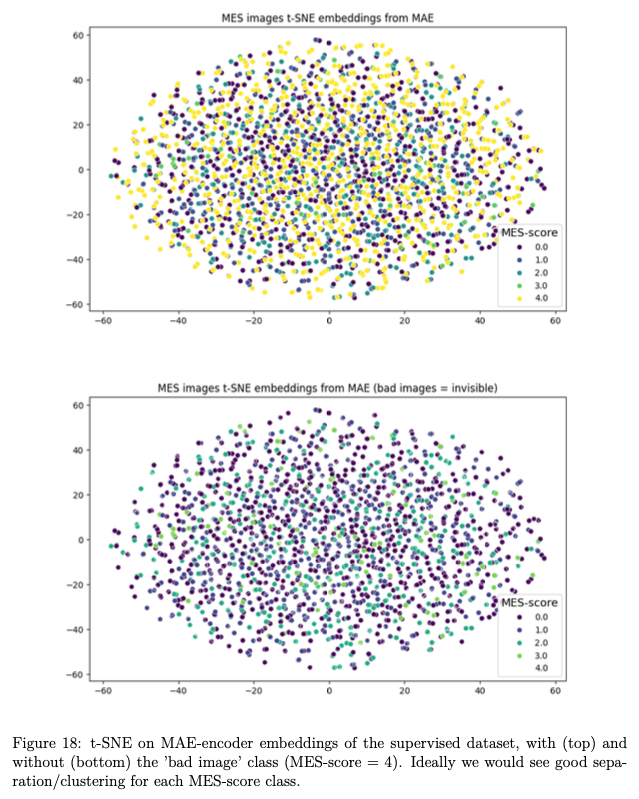 MES images t-SNE embeddings from MAE
60
40
20
0
−20
−40
−60
−60 −40 −20 0 20 40 60
MES-score
0.0
1.0
2.0
3.0
4.0
MES images t-SNE embeddings from MAE (bad images = invisible)
60
40
20
0
−20
−40
−60
−60 −40 −20 0 20 40 60
MES-score
0.0
1.0
2.0
3.0
4.0
Figure 18: t-SNE on MAE-encoder embeddings of the supervised dataset, with (top) and
without (bottom) the 'bad image' class (MES-score = 4). Ideally we would see good sepa-
ration/clustering for each MES-score class.